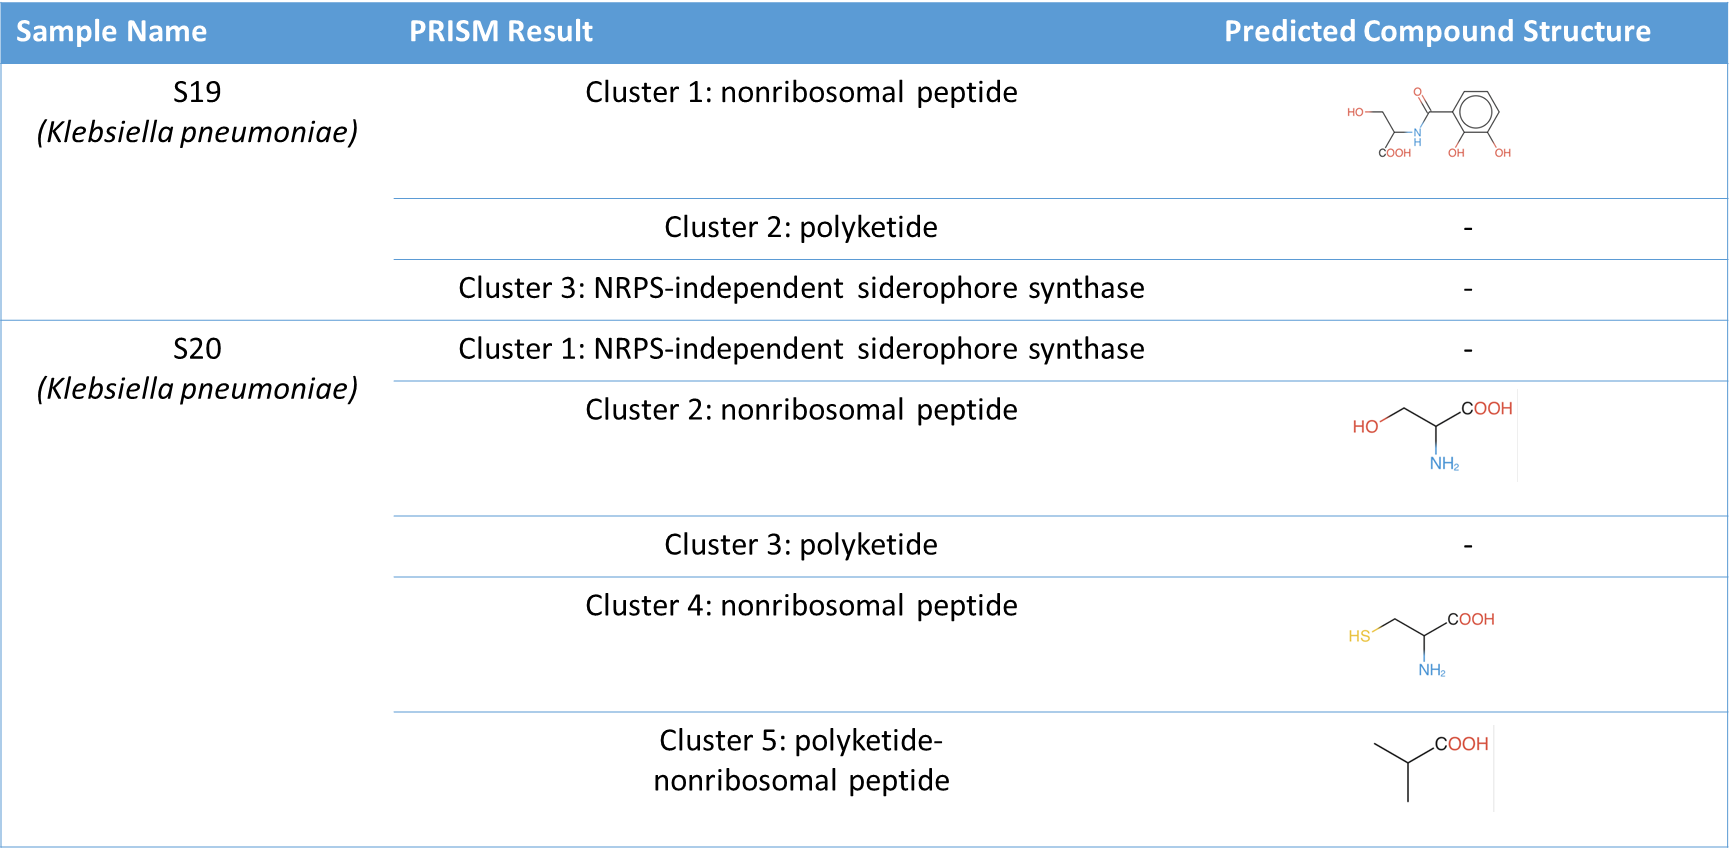 Sample Name PRISM Result Predicted Compound Structure
S19 Cluster 1: nonribosomal peptide
(Klebsiella pneumoniae)
O
HO
N
H
COOH OH OH
Cluster 2: polyketide -
Cluster 3: NRPS-independent siderophore synthase -
S20 Cluster 1: NRPS-independent siderophore synthase -
(Klebsiella pneumoniae)
Cluster 2: nonribosomal peptide
COOH
HO
NH₂
Cluster 3: polyketide -
Cluster 4: nonribosomal peptide
COOH
HS
NH₂
Cluster 5: polyketide-
nonribosomal peptide
COOH